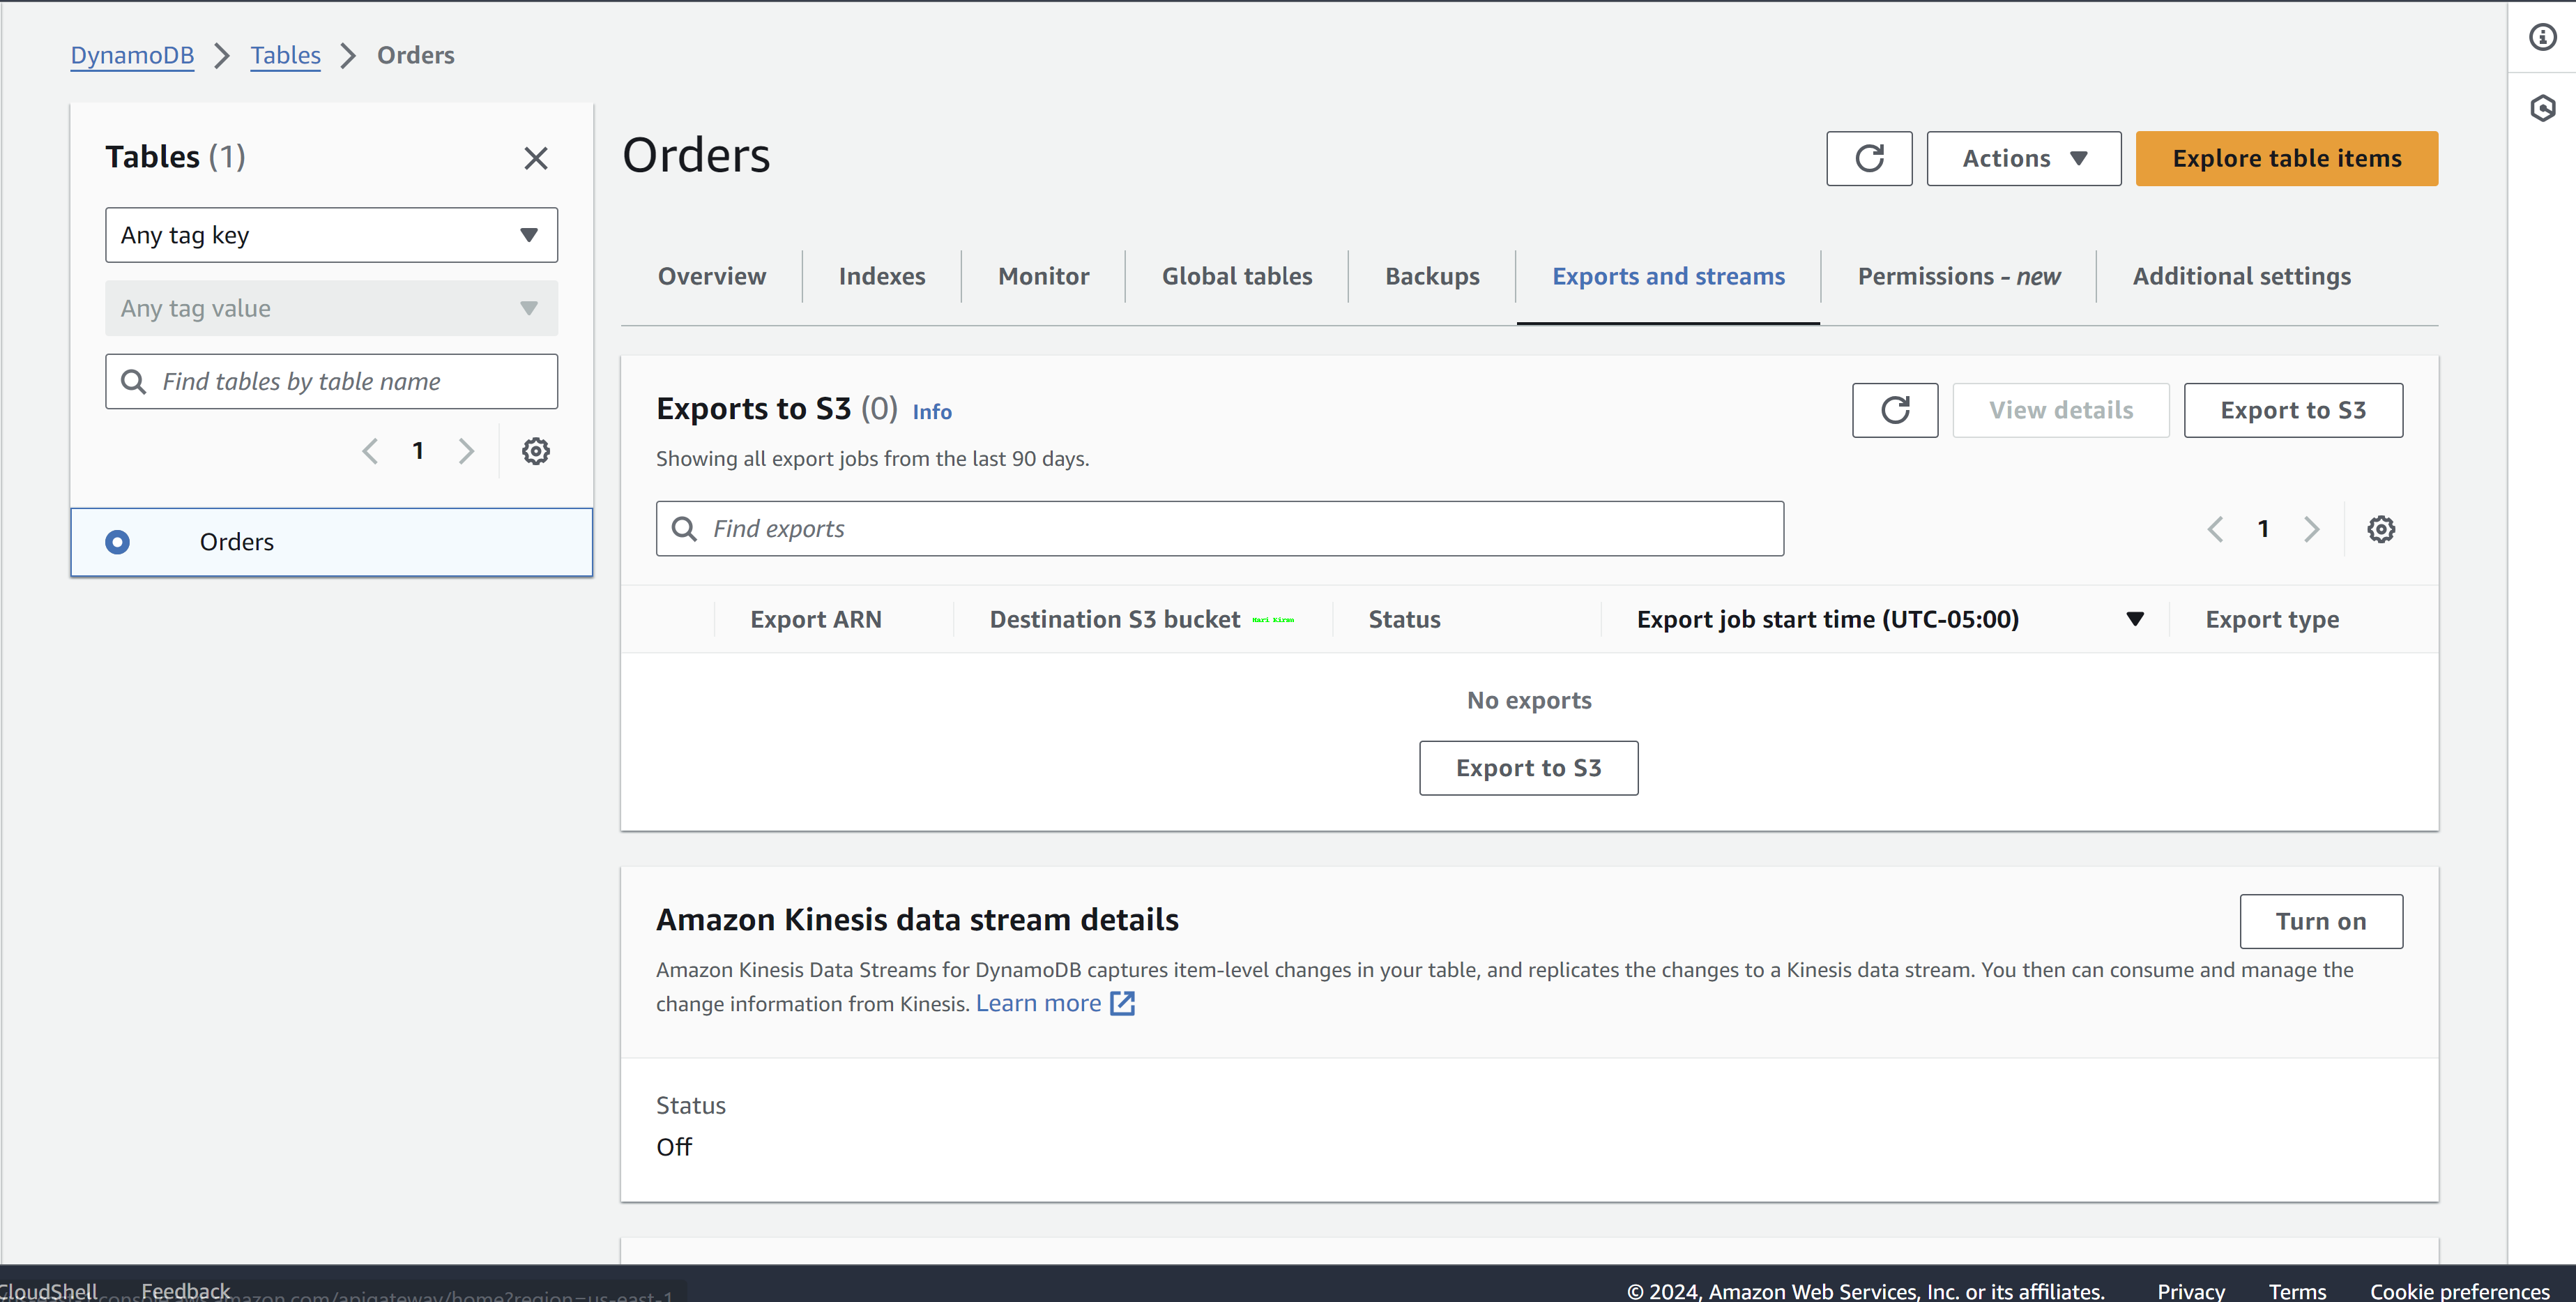 DynamoDB > Tables > Orders
Tables (1)
Any tag key
Any tag value
Find tables by table name
1
Orders
Orders
Actions
Explore table items
Overview
Indexes
Monitor
Global tables
Backups
Exports and streams
Permissions - new
Additional settings
Exports to S3 (0) Info
View details
Export to S3
Showing all export jobs from the last 90 days.
Find exports
1
Export ARN
Destination S3 bucket
Hari Kiran
Status
Export job start time (UTC-05:00)
Export type
No exports
Export to S3
Amazon Kinesis data stream details
Turn on
Amazon Kinesis Data Streams for DynamoDB captures item-level changes in your table, and replicates the changes to a Kinesis data stream. You then can consume and manage the
change information from Kinesis. Learn more
Status
Off
CloudShell
Feedback
© 2024, Amazon Web Services, Inc. or its affiliates.
Privacy
Terms
Cookie preferences